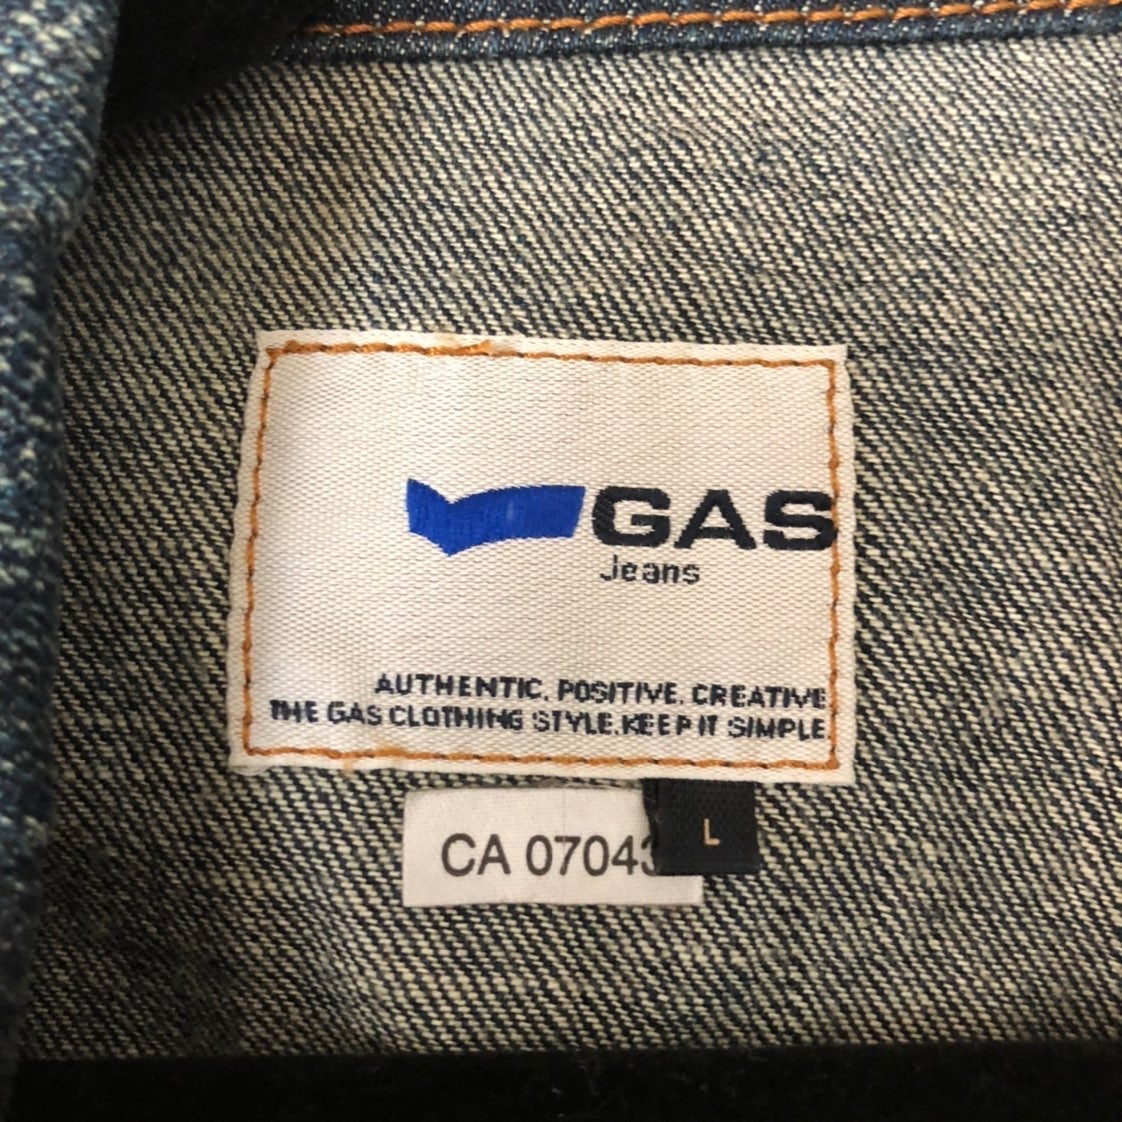 GAS
Jeans
AUTHENTIC. POSITIVE. CREATIVE
THE GAS CLOTHING STYLE. KEEP IT SIMPLE
CA 07043
L